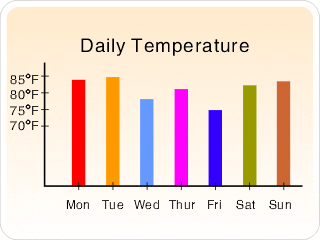 Daily Temperature
85°F
80°F
75°F
70°F
Mon Tue Wed Thur Fri Sat Sun